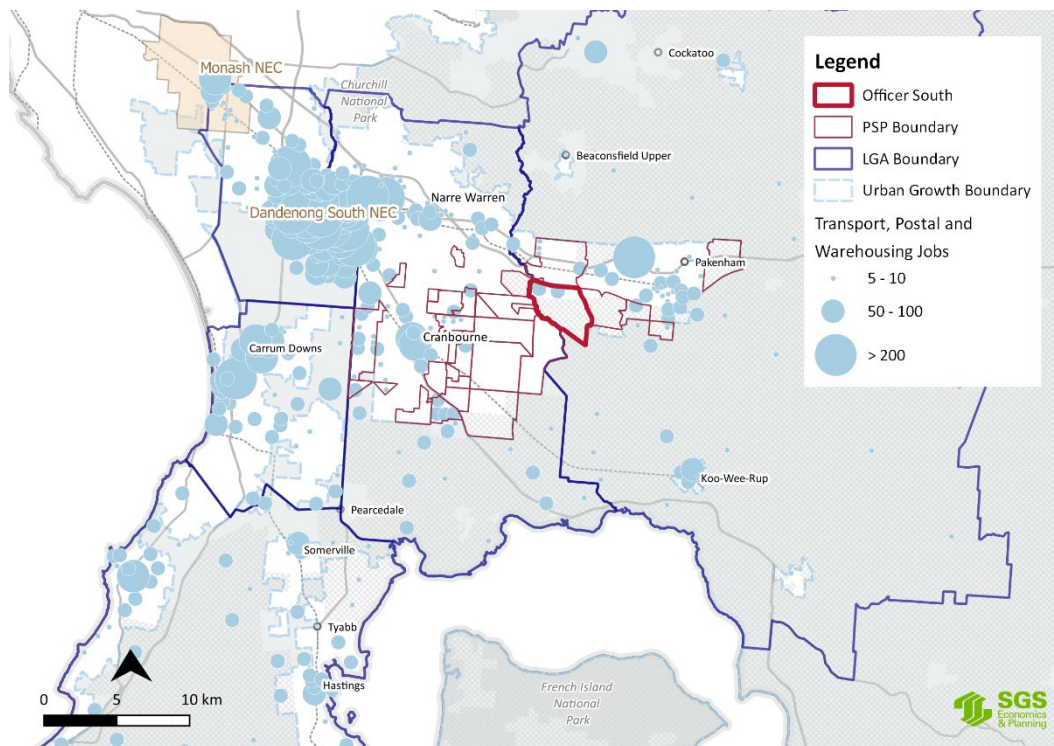 Cockatoo
Monash NEC
Churchill
National
Park
Beaconsfield Upper
Narre Warren
Dandenong South NEC
Pakenham
Cranbourne
Carrum Downs
Koo-Wee-Rup
Pearcedale
Somerville
Tyabb
Hastings
French Island
National
Park
Legend
Officer South
PSP Boundary
LGA Boundary
Urban Growth Boundary
Transport, Postal and
Warehousing Jobs
5 - 10
50 - 100
> 200
0 5 10 km
SGS
Economics
& Planning